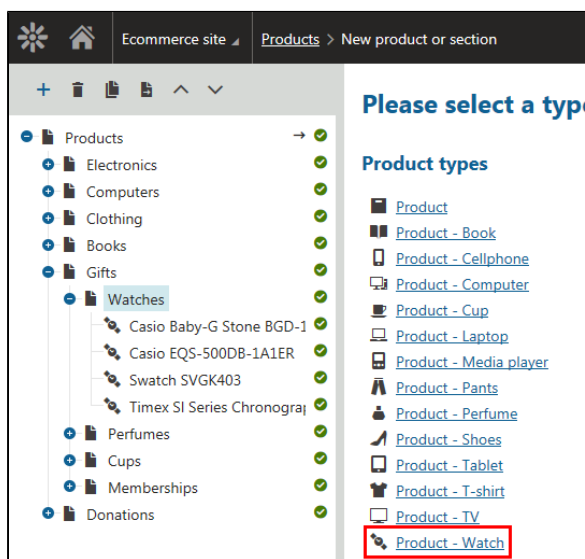 Ecommerce site Products > New product or section
Products
Electronics
Computers
Clothing
Books
Gifts
Watches
Casio Baby-G Stone BGD-1
Casio EQS-500DB-1A1ER
Swatch SVGK403
Timex SI Series Chronogra
Perfumes
Cups
Memberships
Donations
Please select a typ
Product types
Product
Product - Book
Product - Cellphone
Product - Computer
Product - Cup
Product - Laptop
Product - Media player
Product - Pants
Product - Perfume
Product - Shoes
Product - Tablet
Product - T-shirt
Product - TV
Product - Watch